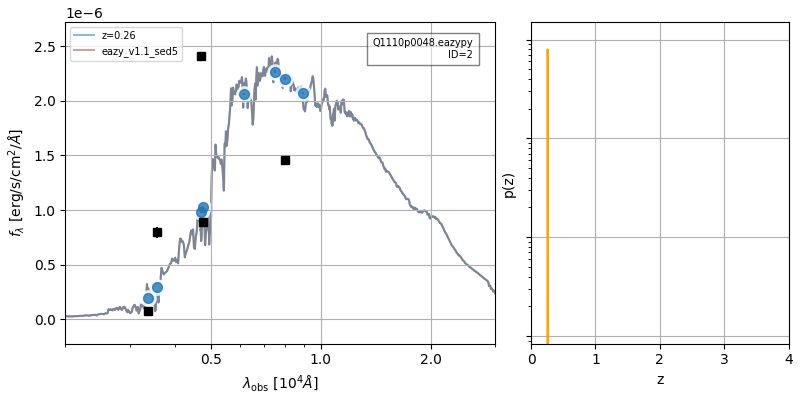 1e−6
z=0.26
eazy_v1.1_sed5
Q1110p0048.eazypy
ID=2
2.5
2.0
1.5
1.0
0.5
0.0
f_λ [erg/s/cm²/Å]
0.5
1.0
2.0
λ_obs [10⁴Å]
p(z)
0
1
2
3
4
z